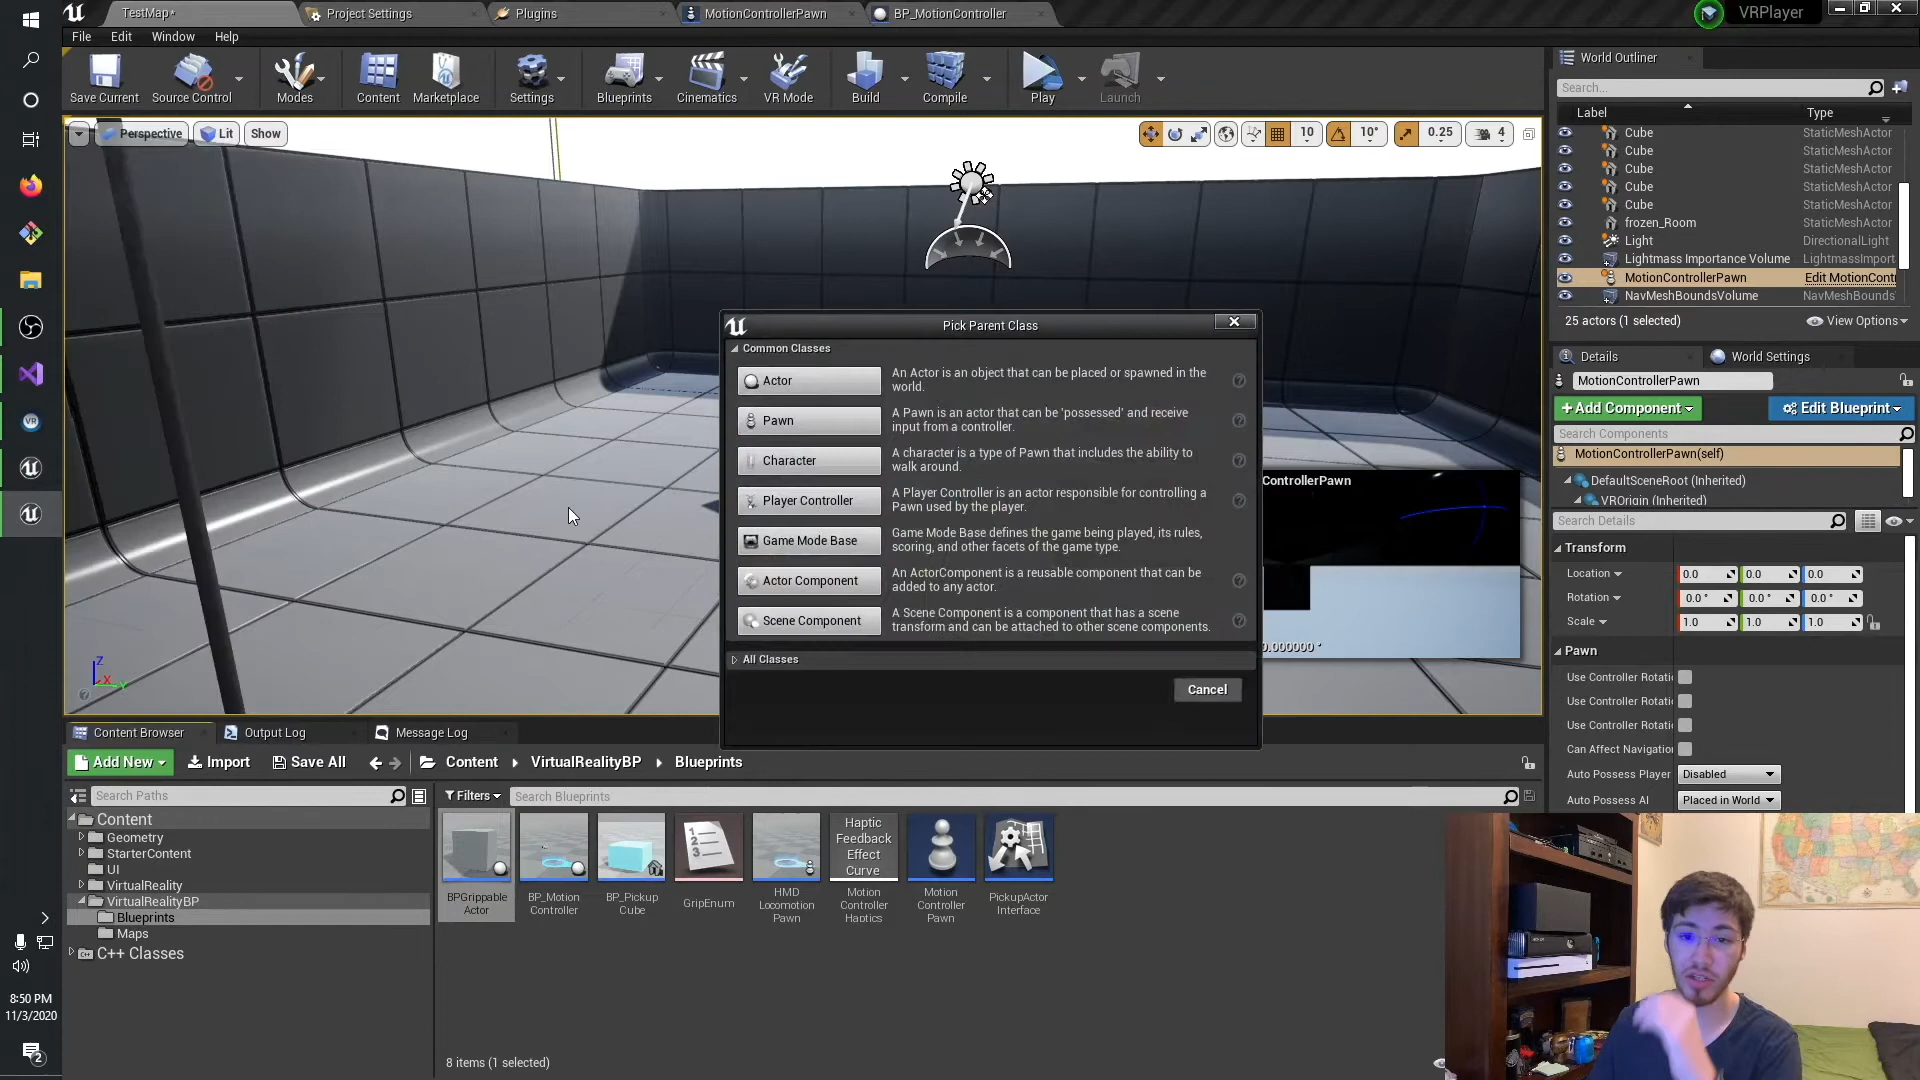 TestMap*
Project Settings
Plugins
MotionControllerPawn
BP_MotionController
VRPlayer
File Edit Window Help
Save Current
Source Control
Modes
Content
Marketplace
Settings
Blueprints
Cinematics
VR Mode
Build
Compile
Play
Launch
Perspective
Lit
Show
10
10°
0.25
4
World Outliner
Search...
Label Type
Cube StaticMeshActor
Cube StaticMeshActor
Cube StaticMeshActor
Cube StaticMeshActor
Cube StaticMeshActor
frozen_Room StaticMeshActor
Light DirectionalLight
Lightmass Importance Volume LightmassImport
MotionControllerPawn Edit MotionContr
NavMeshBoundsVolume NavMeshBounds
25 actors (1 selected) View Options
Details
World Settings
MotionControllerPawn
+Add Component
Edit Blueprint
Search Components
MotionControllerPawn(self)
DefaultSceneRoot (Inherited)
VROrigin (Inherited)
Search Details
Transform
Location 0.0 0.0 0.0
Rotation 0.0 ° 0.0 ° 0.0 °
Scale 1.0 1.0 1.0
Pawn
Use Controller Rotati
Use Controller Rotati
Use Controller Rotati
Can Affect Navigation
Auto Possess Player Disabled
Auto Possess AI Placed in World
Pick Parent Class
Common Classes
Actor
An Actor is an object that can be placed or spawned in the
world.
Pawn
A Pawn is an actor that can be 'possessed' and receive
input from a controller.
Character
A character is a type of Pawn that includes the ability to
walk around.
Player Controller
A Player Controller is an actor responsible for controlling a
Pawn used by the player.
Game Mode Base
Game Mode Base defines the game being played, its rules,
scoring, and other facets of the game type.
Actor Component
An ActorComponent is a reusable component that can be
added to any actor.
Scene Component
A Scene Component is a component that has a scene
transform and can be attached to other scene components.
All Classes
Cancel
ControllerPawn
0.000000 °
Z
X
Y
Content Browser
Output Log
Message Log
Add New
Import
Save All
Content
VirtualRealityBP
Blueprints
Search Paths
Filters
Search Blueprints
Content
Geometry
StarterContent
UI
VirtualReality
VirtualRealityBP
Blueprints
Maps
C++ Classes
BPGrippable
Actor
BP_Motion
Controller
BP_Pickup
Cube
GripEnum
HMD
Locomotion
Pawn
Haptic
Feedback
Effect
Curve
Motion
Controller
Haptics
Motion
Controller
Pawn
PickupActor
Interface
8 items (1 selected)
8:50 PM
11/3/2020
2